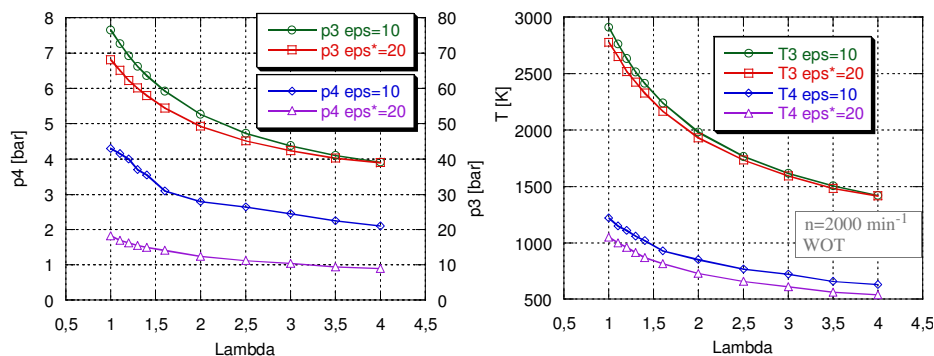 8
7
6
5
4
3
2
1
0
p4 [bar]
80
70
60
50
40
30
20
10
0
p3 [bar]
p3 eps=10
p3 eps*=20
p4 eps=10
p4 eps*=20
0,5 1 1,5 2 2,5 3 3,5 4 4,5
Lambda
3000
2500
2000
1500
1000
500
T [K]
T3 eps=10
T3 eps*=20
T4 eps=10
T4 eps*=20
n=2000 min-1
WOT
0,5 1 1,5 2 2,5 3 3,5 4 4,5
Lambda